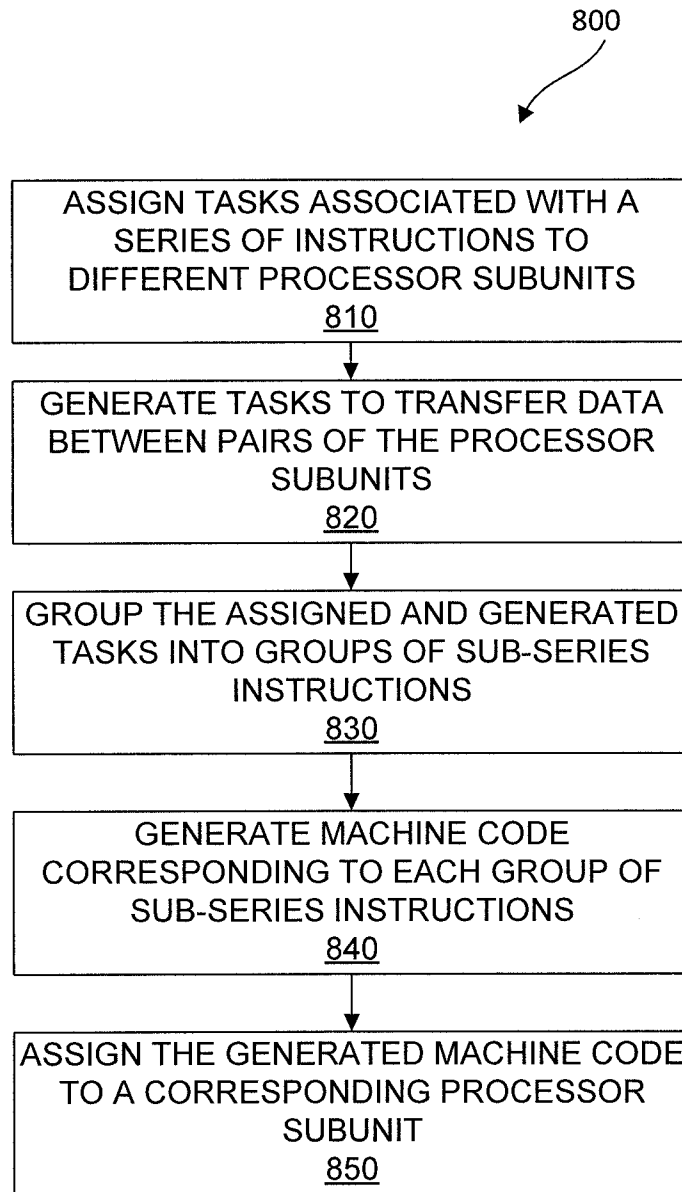 800
ASSIGN TASKS ASSOCIATED WITH A
SERIES OF INSTRUCTIONS TO
DIFFERENT PROCESSOR SUBUNITS
810
GENERATE TASKS TO TRANSFER DATA
BETWEEN PAIRS OF THE PROCESSOR
SUBUNITS
820
GROUP THE ASSIGNED AND GENERATED
TASKS INTO GROUPS OF SUB-SERIES
INSTRUCTIONS
830
GENERATE MACHINE CODE
CORRESPONDING TO EACH GROUP OF
SUB-SERIES INSTRUCTIONS
840
ASSIGN THE GENERATED MACHINE CODE
TO A CORRESPONDING PROCESSOR
SUBUNIT
850